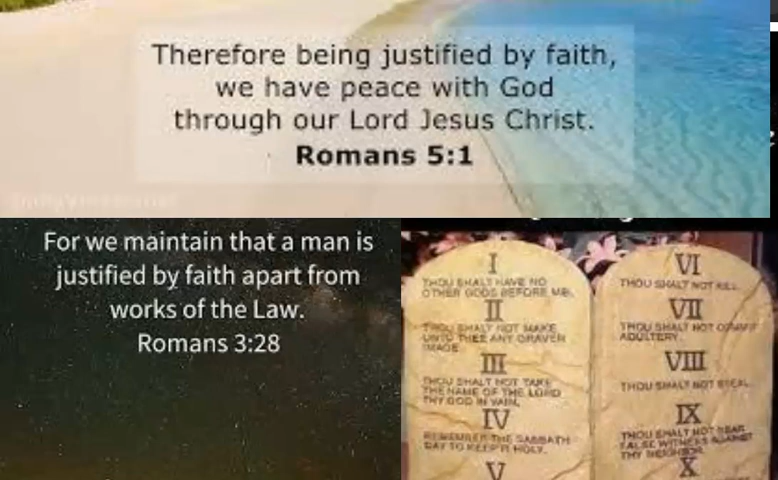 Therefore being justified by faith,
we have peace with God
through our Lord Jesus Christ.
Romans 5:1
For we maintain that a man is
justified by faith apart from
works of the Law.
Romans 3:28
I
THOU SHALT HAVE NO
OTHER GODS BEFORE ME.
II
THOU SHALT NOT MAKE
UNTO THEE ANY GRAVEN
IMAGE
III
THOU SHALT NOT TAKE
THE NAME OF THE LORD
THY GOD IN VAIN.
IV
REMEMBER THE SABBATH
DAY TO KEEP IT HOLY.
V
VI
THOU SHALT NOT KILL.
VII
THOU SHALT NOT COMMIT
ADULTERY.
VIII
THOU SHALT NOT STEAL.
IX
THOU SHALT NOT BEAR
FALSE WITNESS AGAINST
THY NEIGHBOR.
X